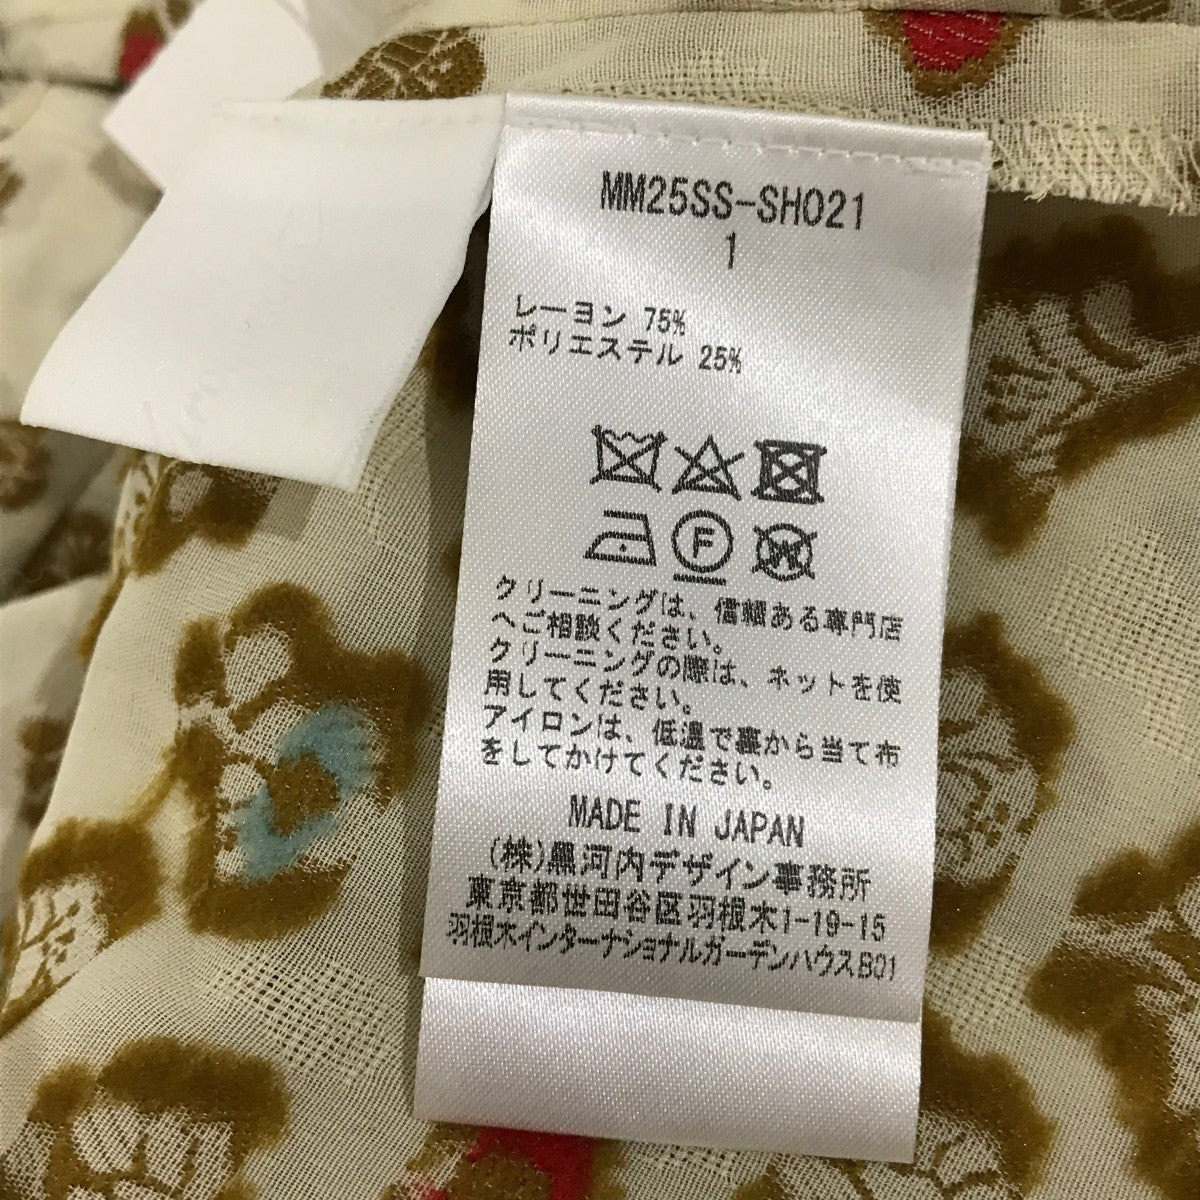 MM25SS-SH021
1
レーヨン 75%
ポリエステル 25%
F
W
クリーニングは、信頼ある専門店
へご相談ください。
クリーニングの際は、ネットを使
用してください。
アイロンは、低温で裏から当て布
をしてかけてください。
MADE IN JAPAN
(株)黒河内デザイン事務所
東京都世田谷区羽根木1-19-15
羽根木インターナショナルガーデンハウスB01